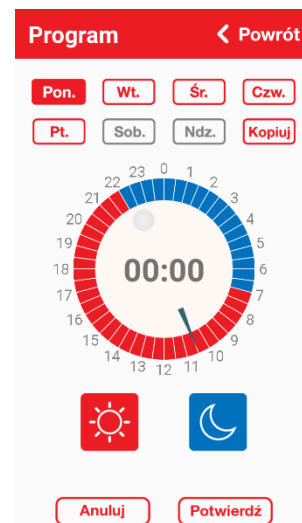 Program Powrót
Pon. Wt. Śr. Czw.
Pt. Sob. Ndz. Kopiuj
23 0 1
22 2
21 3
20 4
19 5
18 00:00 6
17 7
16 8
15 9
14 10
13 12 11
Anuluj Potwierdź